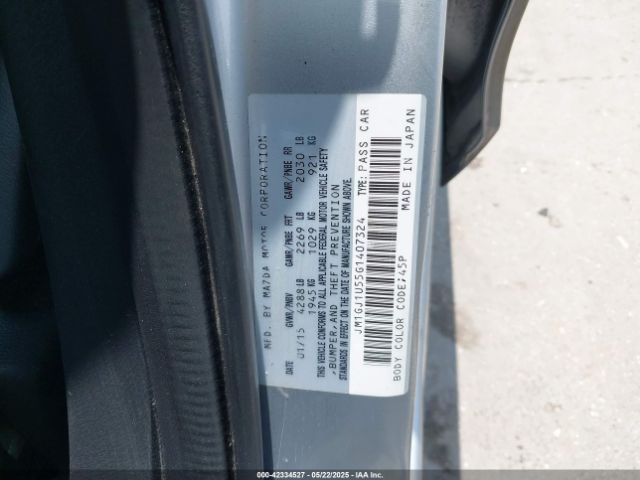 MFD. BY MAZDA MOTOR CORPORATION
DATE GVWR/PNBV GAWR/PNBE FRT GAWR/PNBE RR
01/15 4288 LB 2269 LB 2030 LB
1945 KG 1029 KG 921 KG
THIS VEHICLE CONFORMS TO ALL APPLICABLE FEDERAL MOTOR VEHICLE SAFETY
,BUMPER,AND THEFT PREVENTION
STANDARDS IN EFFECT ON THE DATE OF MANUFACTURE SHOWN ABOVE.
JM1GJ1U55G1407324 TYPE: PASS CAR
BODY COLOR CODE;45P MADE IN JAPAN
000-42334527 - 05/22/2025 - IAAI.COM